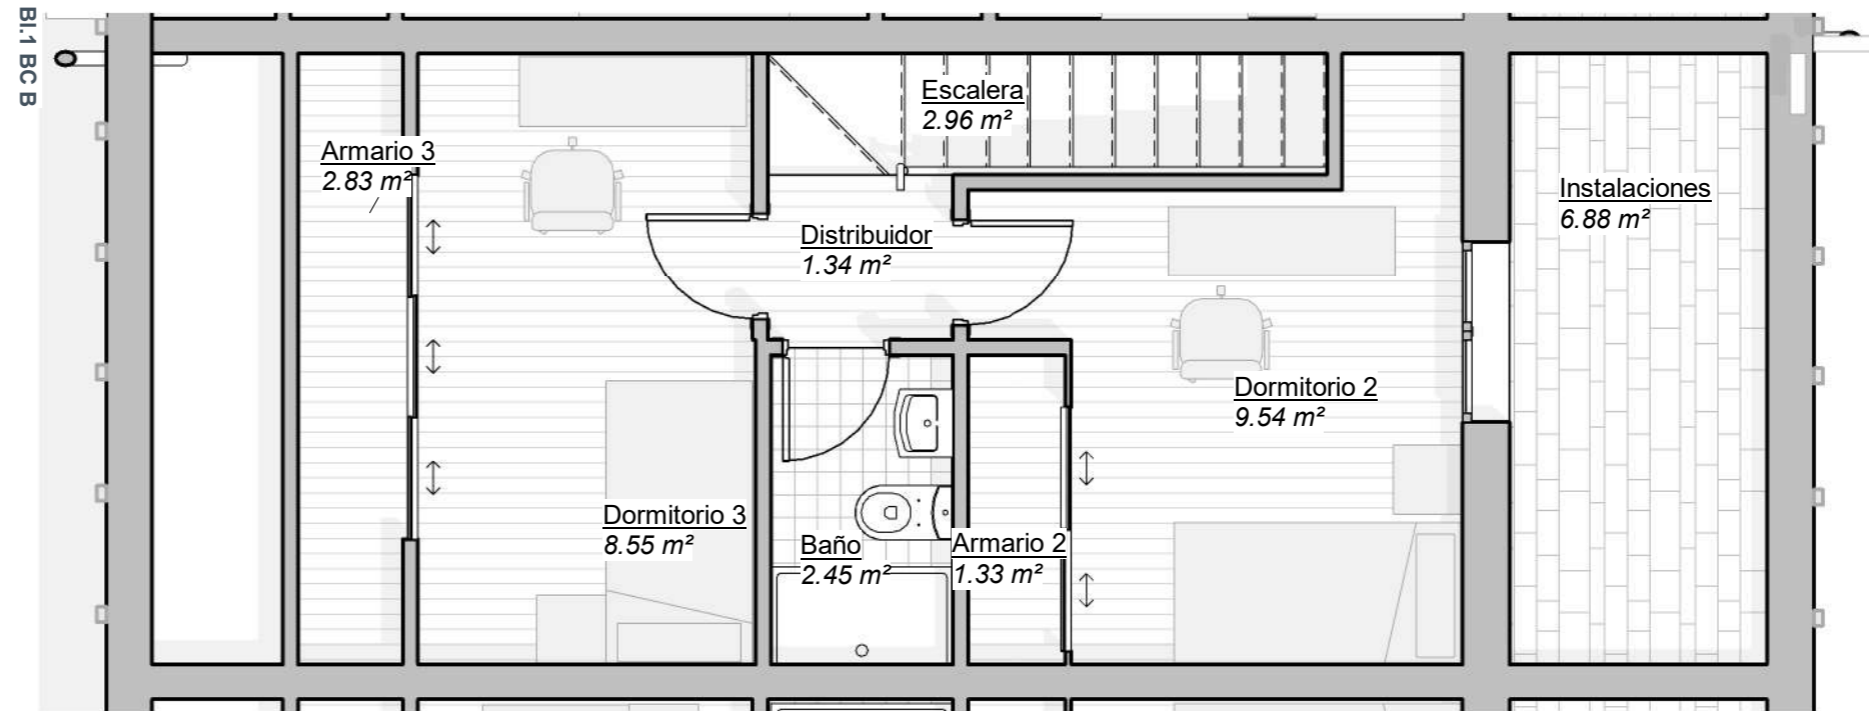 BI.1 BC B
Escalera
2.96 m²
Armario 3
2.83 m²
Instalaciones
6.88 m²
Distribuidor
1.34 m²
Dormitorio 2
9.54 m²
Dormitorio 3
8.55 m²
Baño
2.45 m²
Armario 2
1.33 m²